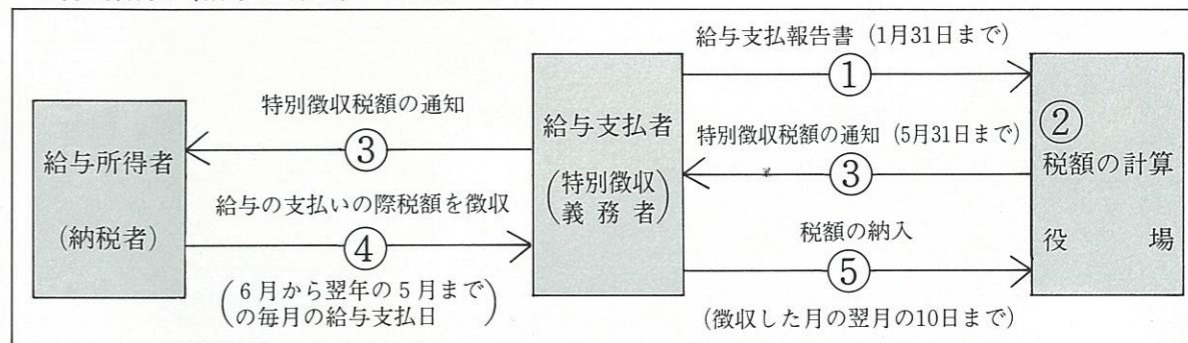 給与支払報告書 (1月31日まで)
①
特別徴収税額の通知
③
給与所得者
(納税者)
給与の支払いの際税額を徴収
④
(6月から翌年の5月まで
の毎月の給与支払日)
給与支払者
(特別徴収
義務者)
特別徴収税額の通知 (5月31日まで)
③
税額の納入
⑤
(徴収した月の翌月の10日まで)
②
税額の計算
役場